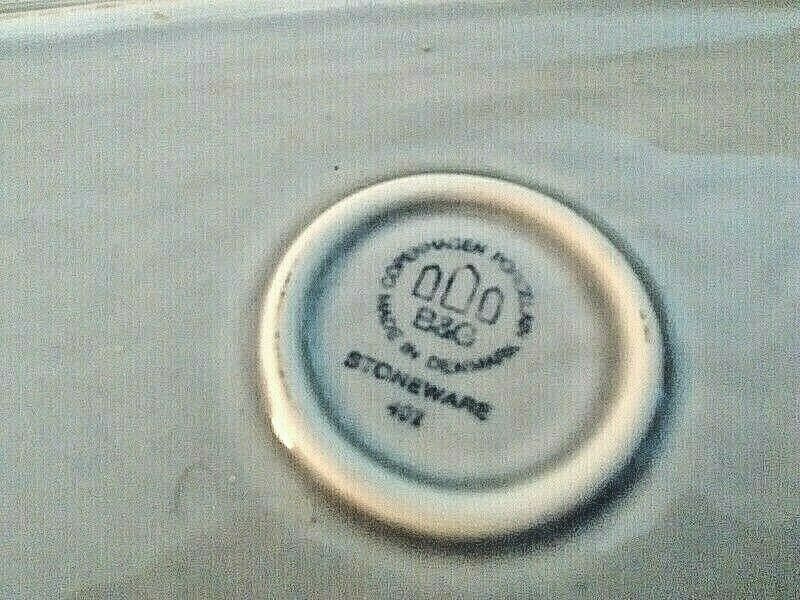 COPENHAGEN PORCELAIN
B&G
MADE IN DENMARK
STONEWARE